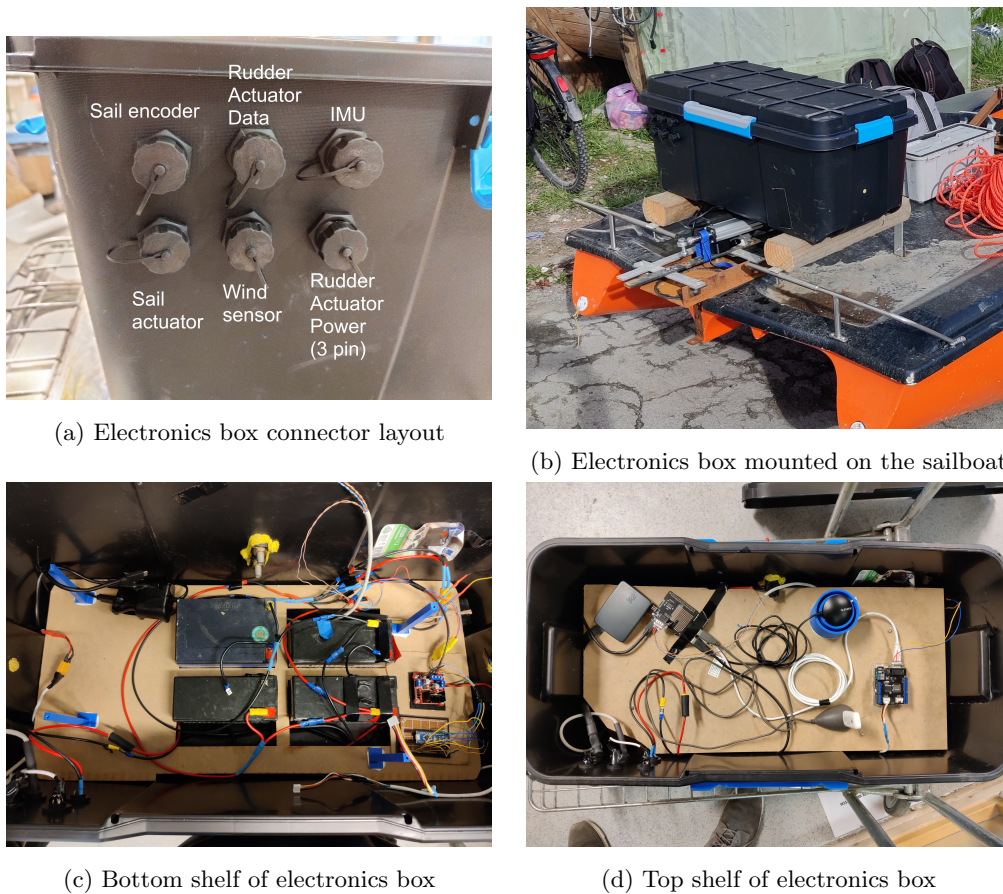 Sail encoder
Rudder
Actuator
Data
IMU
Sail
actuator
Wind
sensor
Rudder
Actuator
Power
(3 pin)
(a) Electronics box connector layout
(b) Electronics box mounted on the sailboat
(c) Bottom shelf of electronics box
(d) Top shelf of electronics box